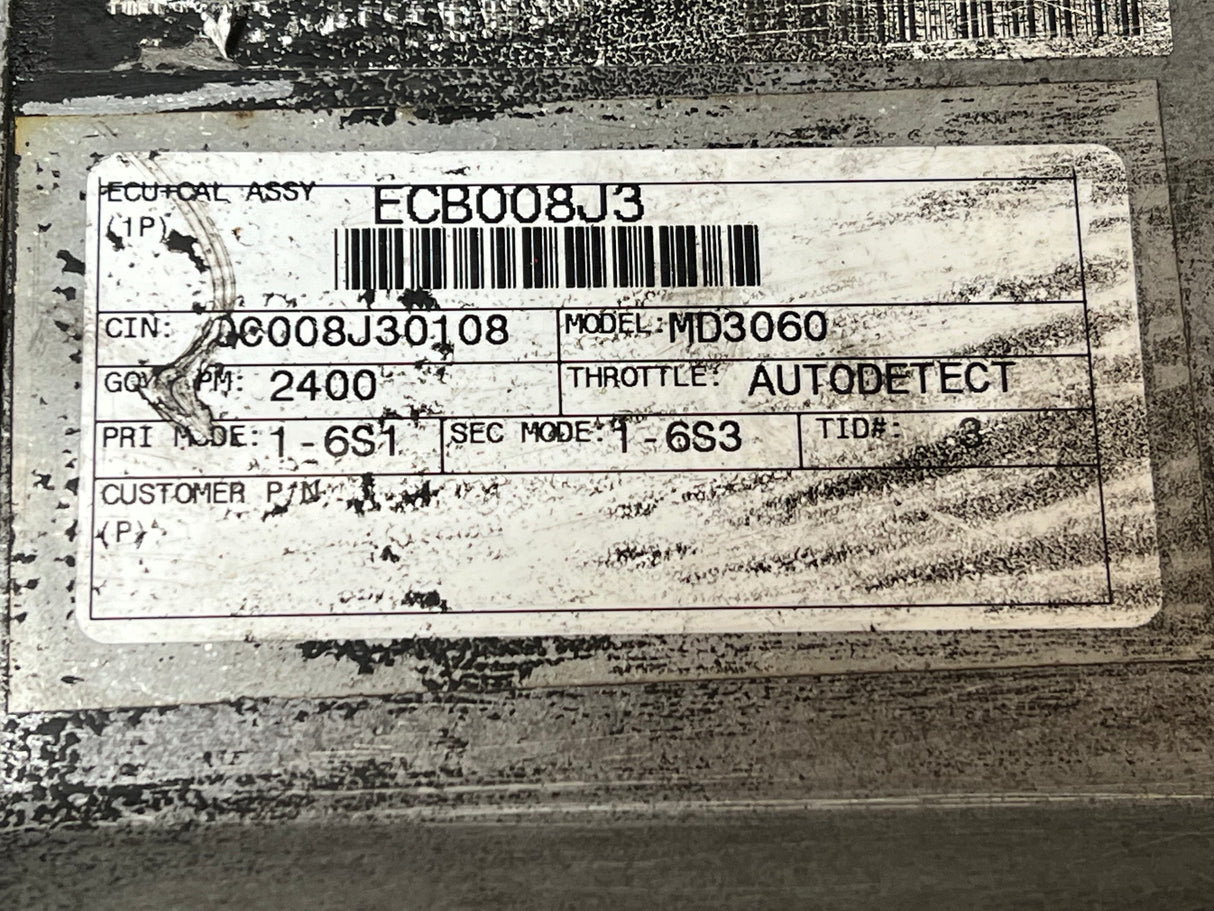 ECU+CAL ASSY ECB008J3
(1P)
CIN: 0C008J30108 MODEL: MD3060
2400 THROTTLE: AUTODETECT
PRI MODE: 1-6S1 SEC MODE: 1-6S3 TID#: 3
CUSTOMER P/N:
(P)